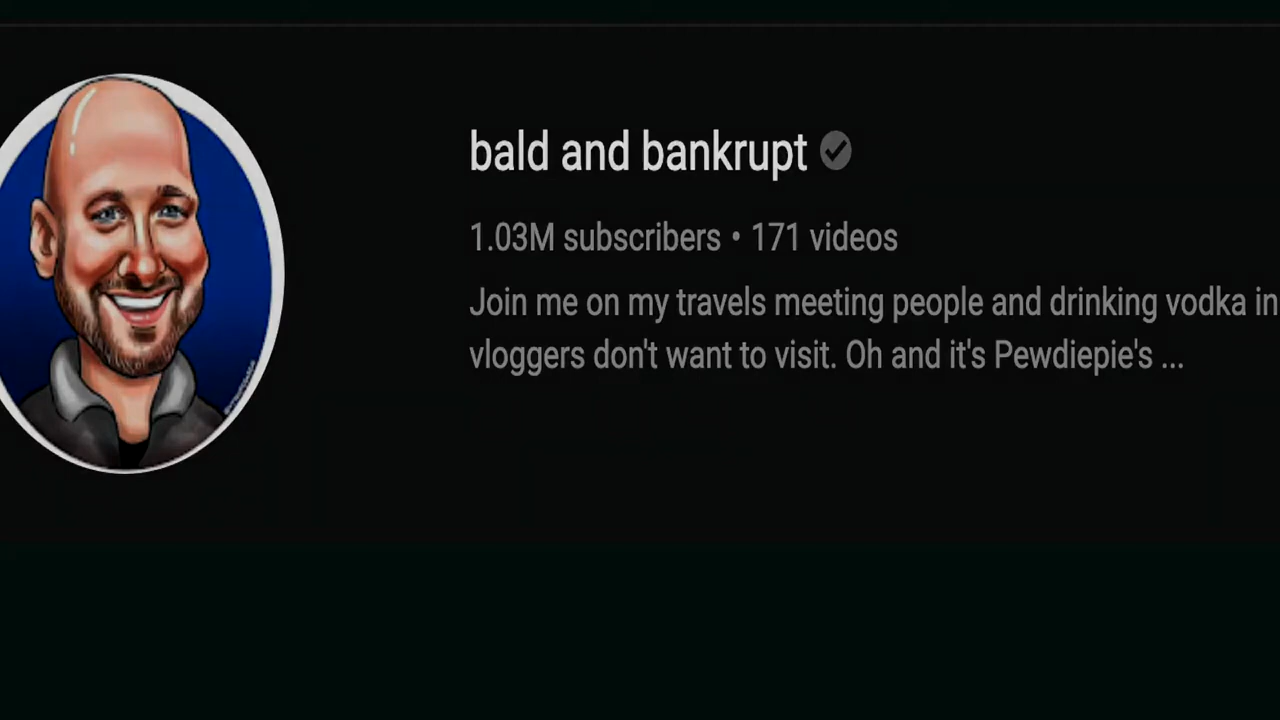 bald and bankrupt
1.03M subscribers • 171 videos
Join me on my travels meeting people and drinking vodka in
vloggers don't want to visit. Oh and it's Pewdiepie's ...